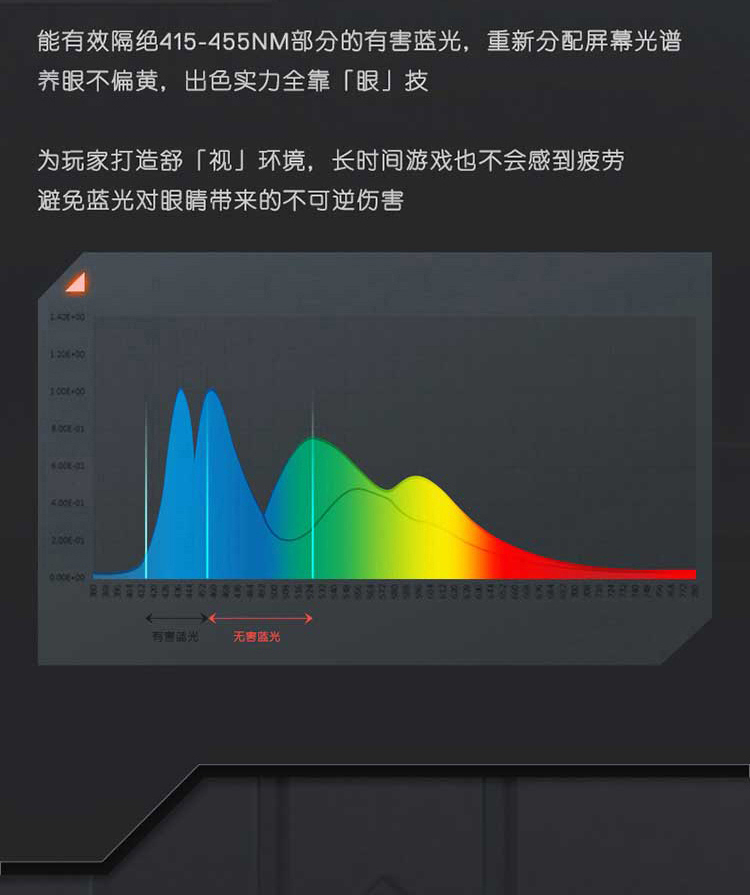 能有效隔绝415-455NM部分的有害蓝光，重新分配屏幕光谱
养眼不偏黄，出色实力全靠「眼」技
为玩家打造舒「视」环境，长时间游戏也不会感到疲劳
避免蓝光对眼睛带来的不可逆伤害
1.40E+00
1.20E+00
1.00E+00
8.00E-01
6.00E-01
4.00E-01
2.00E-01
0.00E+00
有害蓝光 无害蓝光